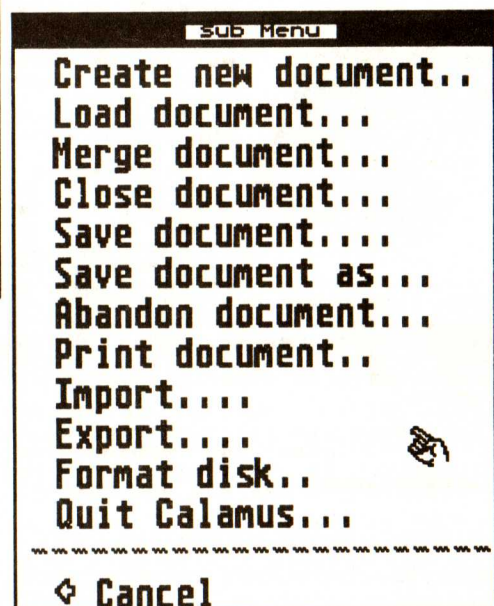 Sub Menu
Create new document..
Load document...
Merge document...
Close document...
Save document....
Save document as...
Abandon document...
Print document..
Import....
Export....
Format disk..
Quit Calamus...
Cancel